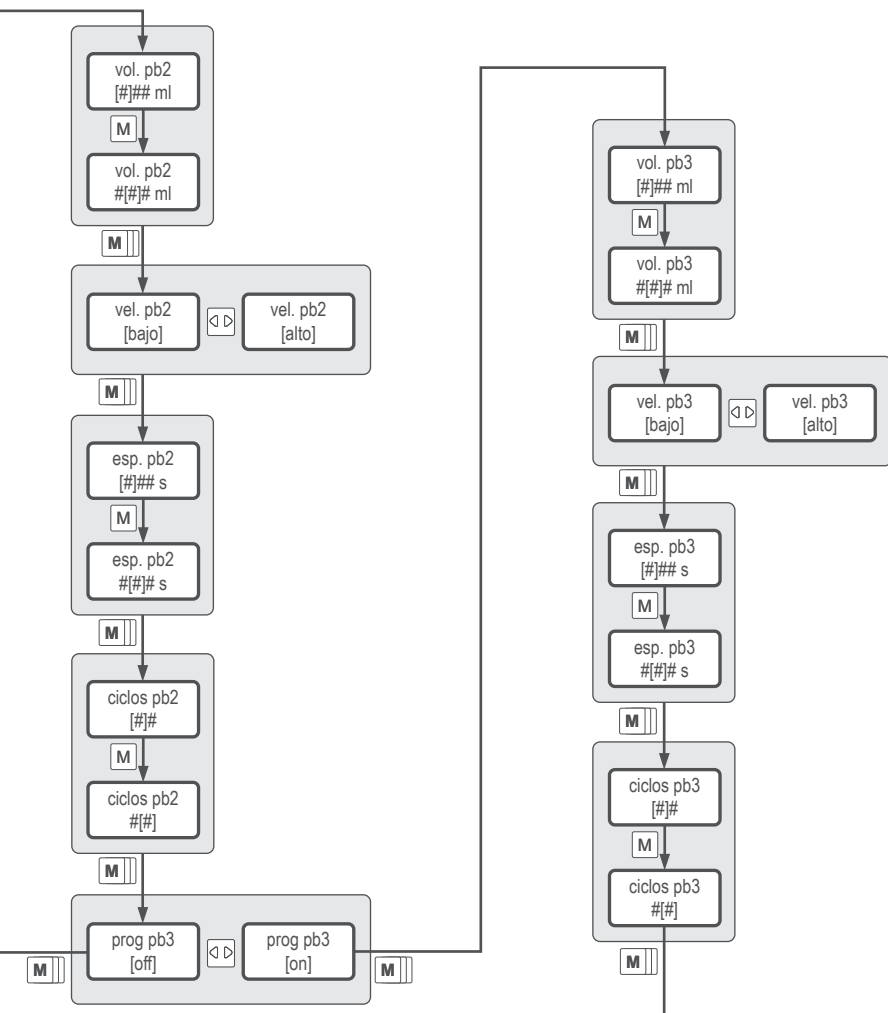 vol. pb2
[#]## ml
M
vol. pb2
#[#]# ml
M
vel. pb2
[bajo]
vel. pb2
[alto]
M
esp. pb2
[#]## s
M
esp. pb2
#[#]# s
M
ciclos pb2
[#]#
M
ciclos pb2
#[#]
M
prog pb3
[off]
prog pb3
[on]
M
M
vol. pb3
[#]## ml
M
vol. pb3
#[#]# ml
M
vel. pb3
[bajo]
vel. pb3
[alto]
M
esp. pb3
[#]## s
M
esp. pb3
#[#]# s
M
ciclos pb3
[#]#
M
ciclos pb3
#[#]
M